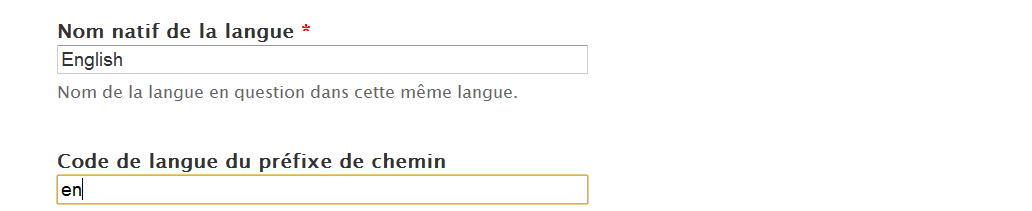 Nom natif de la langue *
English
Nom de la langue en question dans cette même langue.
Code de langue du préfixe de chemin
en